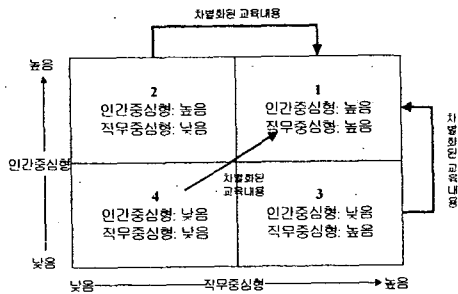 차별화된 교육내용
높음
2
인간중심형: 높음
직무중심형: 낮음
1
인간중심형: 높음
직무중심형: 높음
차별화된 교육내용
인간중심형
차별화된
교육내용
4
인간중심형: 낮음
직무중심형: 낮음
3
인간중심형: 낮음
직무중심형: 높음
낮음
낮음
직무중심형
높음